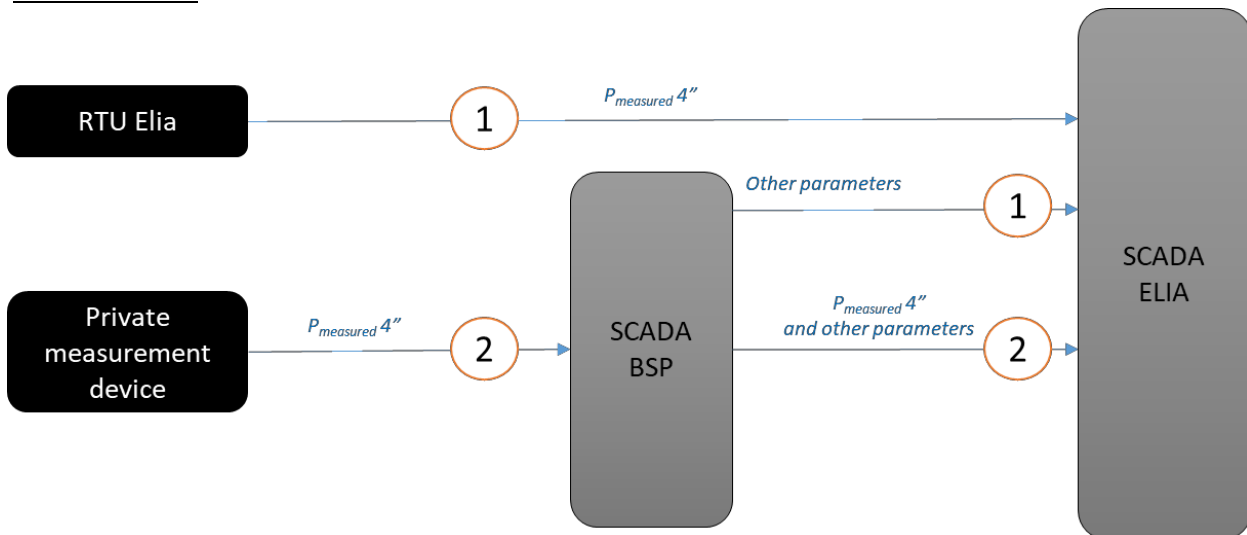 RTU Elia
1
Pmeasured 4”
Other parameters
1
Private
measurement
device
Pmeasured 4”
2
SCADA
BSP
Pmeasured 4”
and other parameters
2
SCADA
ELIA